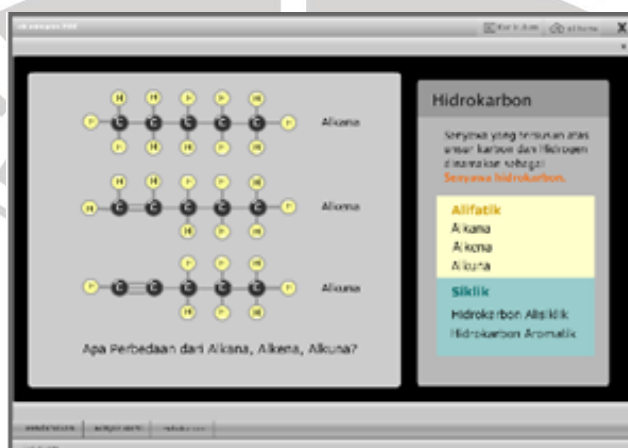 X
H H H H H
H C C C C C H Alkana
H H H H H
H H H H H
H C C C C C H Alkena
H H H
H H H
H C C C C C H Alkuna
H H H
Apa Perbedaan dari Alkana, Alkena, Alkuna?
Hidrokarbon
Senyawa yang tersusun atas
unsur karbon dan Hidrogen
dinamakan sebagai
Senyawa hidrokarbon.
Alifatik
Alkana
Alkena
Alkuna
Siklik
Hidrokarbon Alisiklik
Hidrokarbon Aromatik